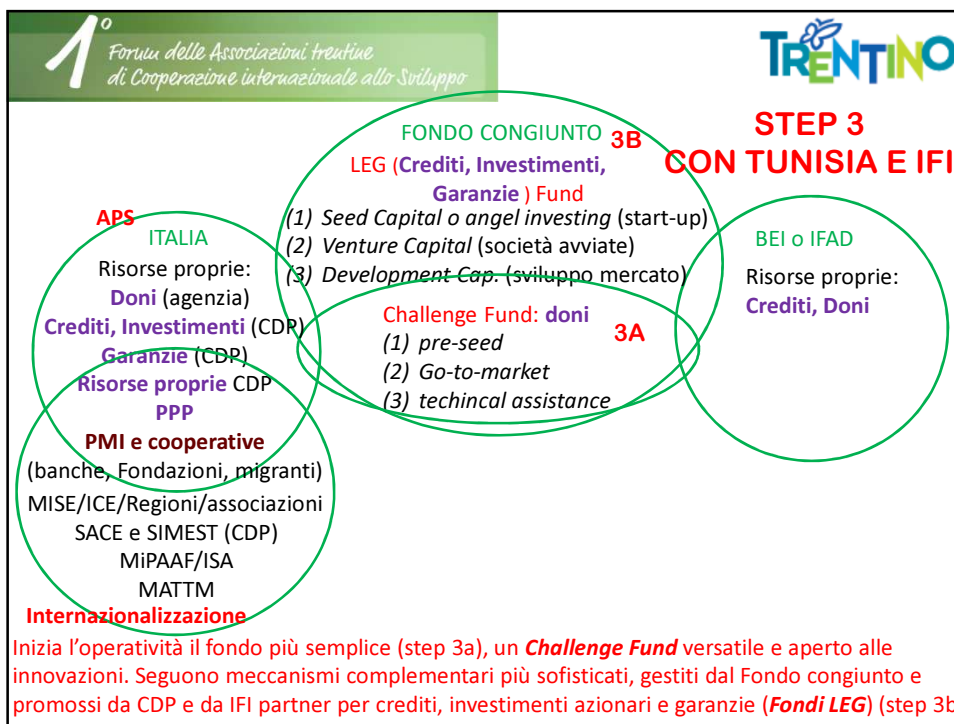 1°
Forum delle Associazioni trentine
di Cooperazione internazionale allo Sviluppo
TRENTINO
STEP 3
CON TUNISIA E IFI
FONDO CONGIUNTO 3B
LEG (Crediti, Investimenti,
Garanzie ) Fund
(1) Seed Capital o angel investing (start-up)
(2) Venture Capital (società avviate)
(3) Development Cap. (sviluppo mercato)
Challenge Fund: doni
3A
(1) pre-seed
(2) Go-to-market
(3) techincal assistance
APS
ITALIA
Risorse proprie:
Doni (agenzia)
Crediti, Investimenti (CDP)
Garanzie (CDP)
Risorse proprie CDP
PPP
PMI e cooperative
(banche, Fondazioni, migranti)
MISE/ICE/Regioni/associazioni
SACE e SIMEST (CDP)
MiPAAF/ISA
MATTM
Internazionalizzazione
BEI o IFAD
Risorse proprie:
Crediti, Doni
Inizia l'operatività il fondo più semplice (step 3a), un Challenge Fund versatile e aperto alle
innovazioni. Seguono meccanismi complementari più sofisticati, gestiti dal Fondo congiunto e
promossi da CDP e da IFI partner per crediti, investimenti azionari e garanzie (Fondi LEG) (step 3b